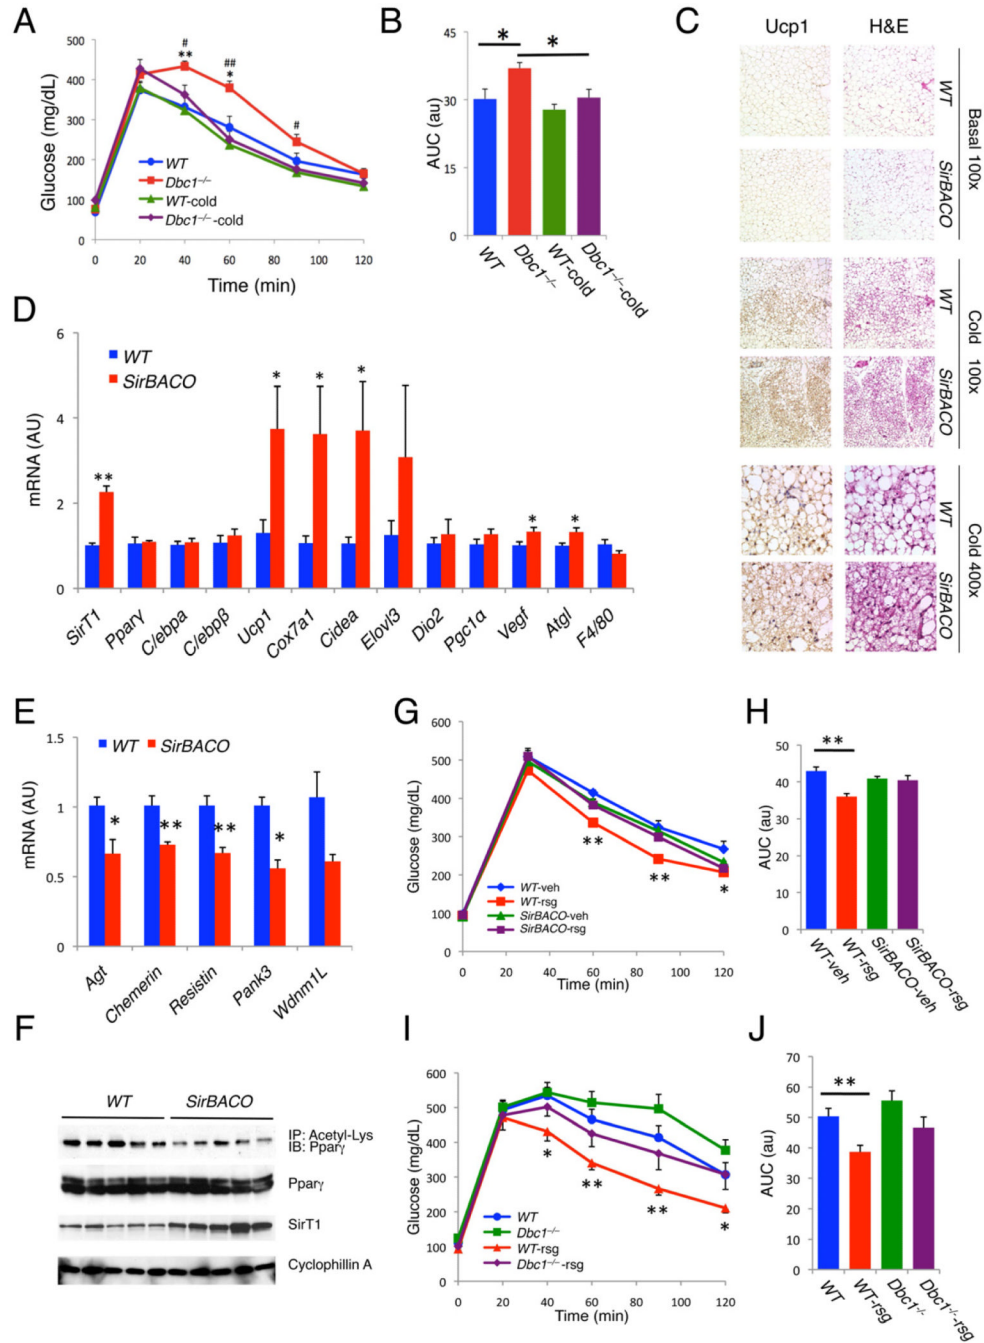 A
Glucose (mg/dL)
500
400
300
200
100
0
#
**
##
*
#
WT
Dbc1–/–
WT-cold
Dbc1–/–-cold
0 20 40 60 80 100 120
Time (min)
B
AUC (au)
45
30
15
0
* *
WT
Dbc1–/–
WT-cold
Dbc1–/–-cold
C
Ucp1 H&E
WT
SirBACO
Basal 100x
WT
SirBACO
Cold 100x
WT
SirBACO
Cold 400x
D
mRNA (AU)
6
4
2
0
WT
SirBACO
**
*
*
*
*
*
SirT1
Pparγ
C/ebpa
C/ebpβ
Ucp1
Cox7a1
Cidea
Elovl3
Dio2
Pgc1α
Vegf
Atgl
F4/80
E
mRNA (AU)
1.5
1
0.5
0
WT SirBACO
*
**
**
*
Agt
Chemerin
Resistin
Pank3
Wdnm1L
F
WT SirBACO
IP: Acetyl-Lys
IB: Pparγ
Pparγ
SirT1
Cyclophillin A
G
Glucose (mg/dL)
600
500
400
300
200
100
0
WT-veh
WT-rsg
SirBACO-veh
SirBACO-rsg
**
**
*
0 20 40 60 80 100 120
Time (min)
H
AUC (au)
50
40
30
20
10
0
**
WT-veh
WT-rsg
SirBACO-veh
SirBACO-rsg
I
Glucose (mg/dL)
600
500
400
300
200
100
0
*
**
**
*
WT
Dbc1–/–
WT-rsg
Dbc1–/–-rsg
0 20 40 60 80 100 120
Time (min)
J
AUC (au)
70
60
50
40
30
20
10
0
**
WT
WT-rsg
Dbc1-/-
Dbc1-/-rsg